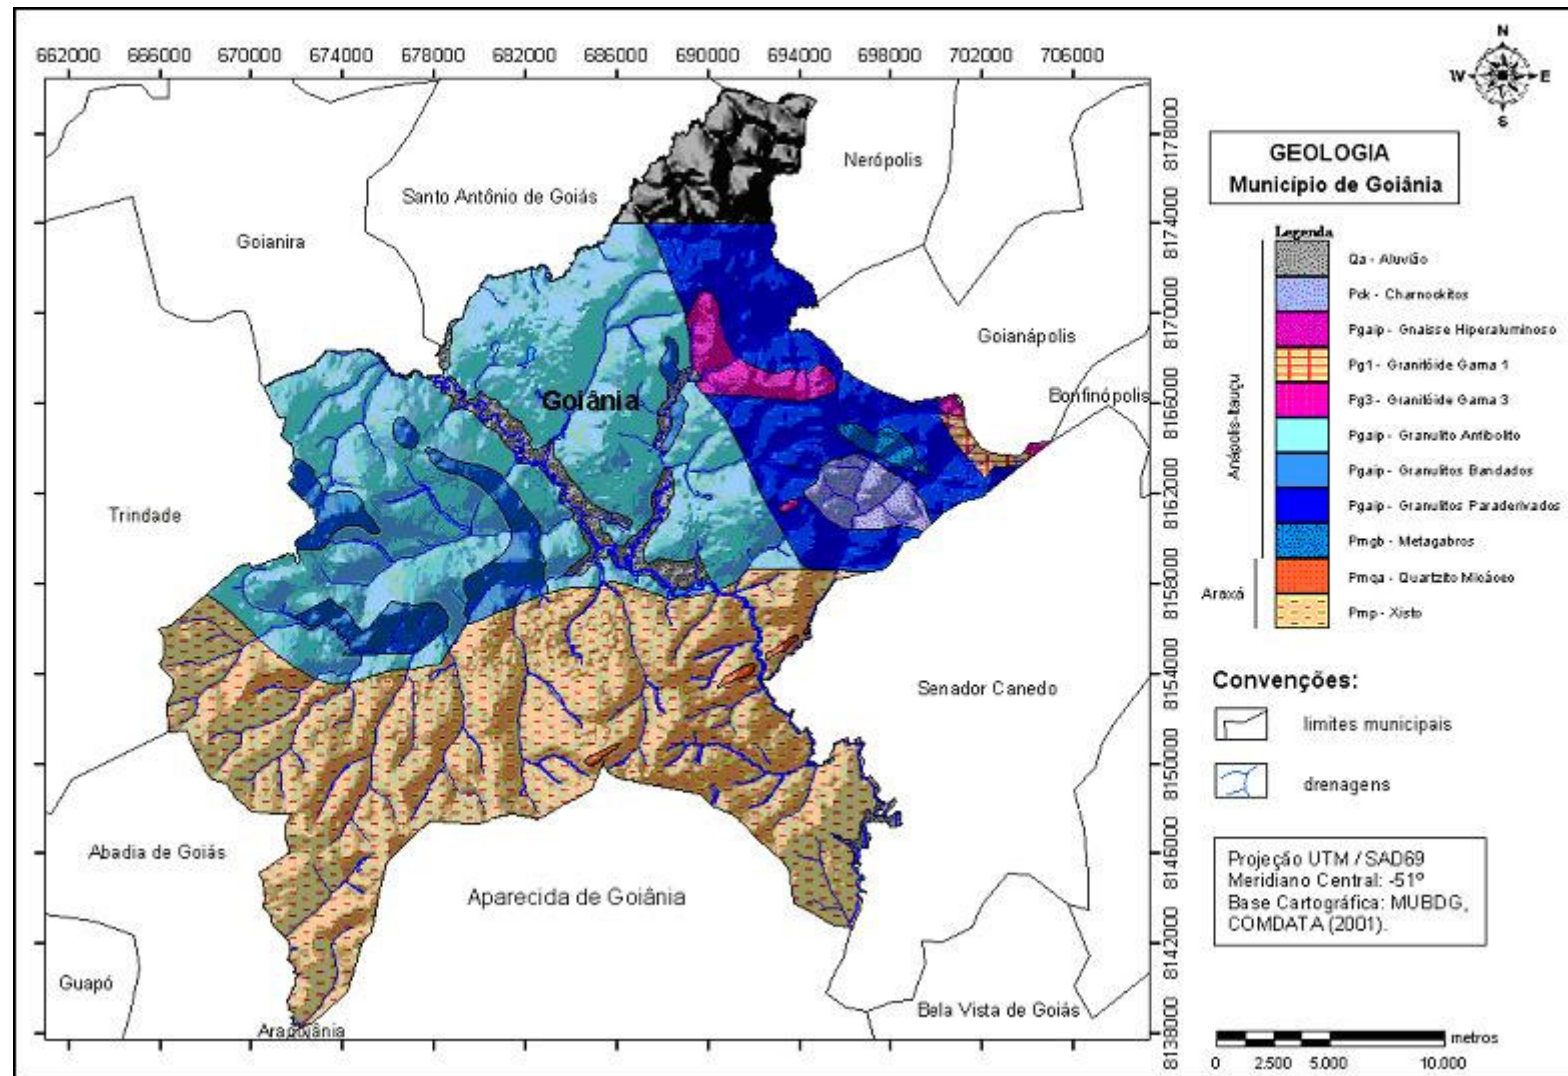 662000 666000 670000 674000 678000 682000 686000 690000 694000 698000 702000 706000
N
W E
S
8178000
8174000
8170000
8166000
8162000
8158000
8154000
8150000
8146000
8142000
8138000
Nerópolis
Santo Antônio de Goiás
Goianira
Goianápolis
Bonfinópolis
Goiânia
Trindade
Senador Canedo
Abadia de Goiás
Aparecida de Goiânia
Guapó
Bela Vista de Goiás
Aragoiânia
GEOLOGIA
Município de Goiânia
Legenda
Anápolis-Itauçu
Qa - Aluvião
Pck - Charnockitos
Pgaip - Gnaisse Hiperaluminoso
Pg1 - Granitóide Gama 1
Pg3 - Granitóide Gama 3
Pgaip - Granulito Anfibolito
Pgaip - Granulitos Bandados
Pgaip - Granulitos Paraderivados
Pmgb - Metagabros
Araxá
Pmqa - Quartzito Micáceo
Pmp - Xisto
Convenções:
limites municipais
drenagens
Projeção UTM / SAD69
Meridiano Central: -51º
Base Cartográfica: MUBDG,
COMDATA (2001).
metros
0 2.500 5.000 10.000